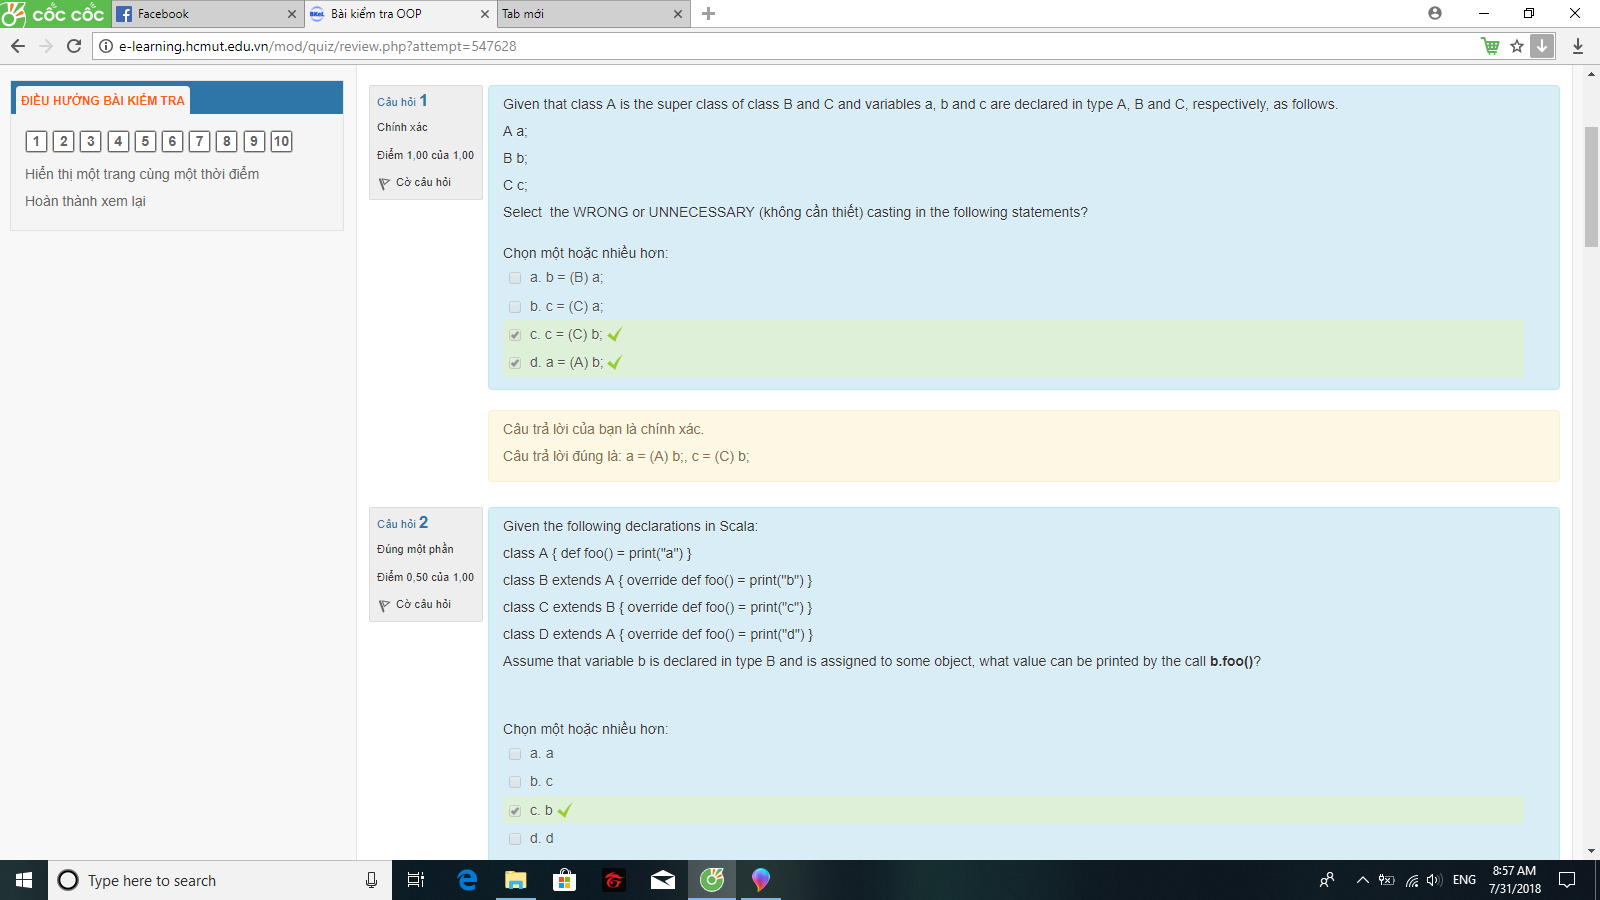 cốc cốc
Facebook
BKeL
Bài kiểm tra OOP
Tab mới
e-learning.hcmut.edu.vn/mod/quiz/review.php?attempt=547628
ĐIỀU HƯỚNG BÀI KIỂM TRA
1 2 3 4 5 6 7 8 9 10
Hiển thị một trang cùng một thời điểm
Hoàn thành xem lại
Câu hỏi 1
Chính xác
Điểm 1,00 của 1,00
Cờ câu hỏi
Given that class A is the super class of class B and C and variables a, b and c are declared in type A, B and C, respectively, as follows.
A a;
B b;
C c;
Select the WRONG or UNNECESSARY (không cần thiết) casting in the following statements?
Chọn một hoặc nhiều hơn:
a. b = (B) a;
b. c = (C) a;
c. c = (C) b;
d. a = (A) b;
Câu trả lời của bạn là chính xác.
Câu trả lời đúng là: a = (A) b;, c = (C) b;
Câu hỏi 2
Đúng một phần
Điểm 0,50 của 1,00
Cờ câu hỏi
Given the following declarations in Scala:
class A { def foo() = print("a") }
class B extends A { override def foo() = print("b") }
class C extends B { override def foo() = print("c") }
class D extends A { override def foo() = print("d") }
Assume that variable b is declared in type B and is assigned to some object, what value can be printed by the call b.foo()?
Chọn một hoặc nhiều hơn:
a. a
b. c
c. b
d. d
Type here to search
ENG
8:57 AM
7/31/2018